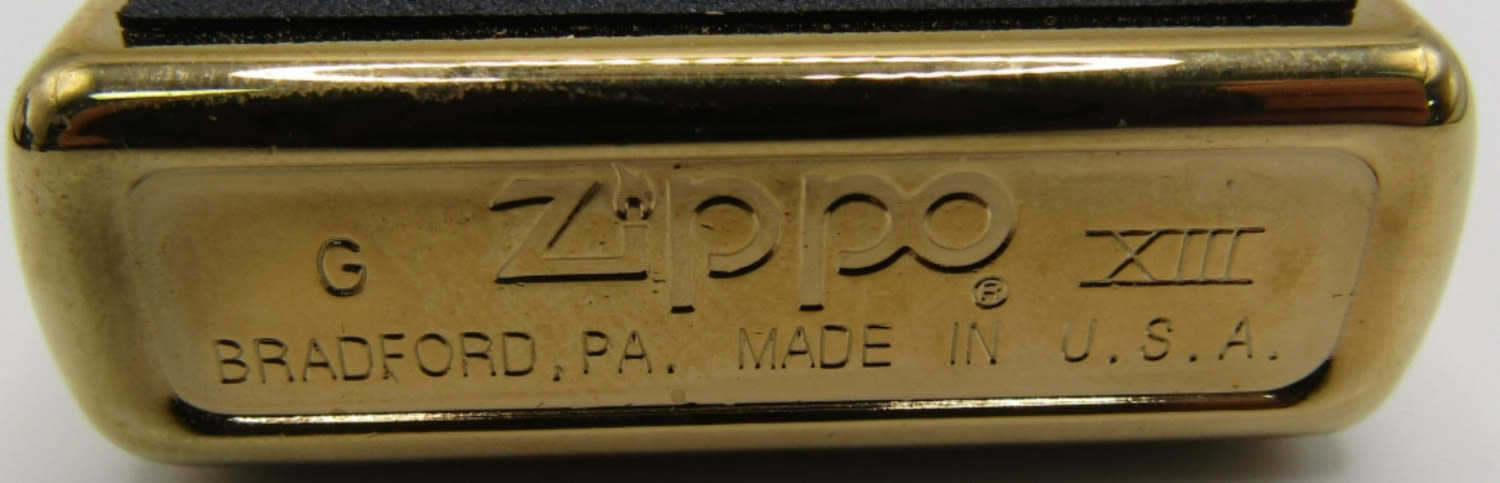 G Zippo® XIII
BRADFORD, PA. MADE IN U.S.A.